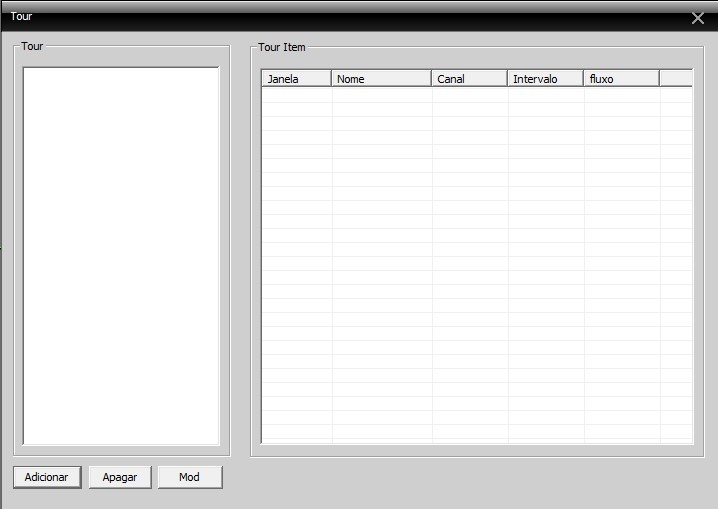 Tour
Tour
Tour Item
Janela Nome Canal Intervalo fluxo
Adicionar Apagar Mod